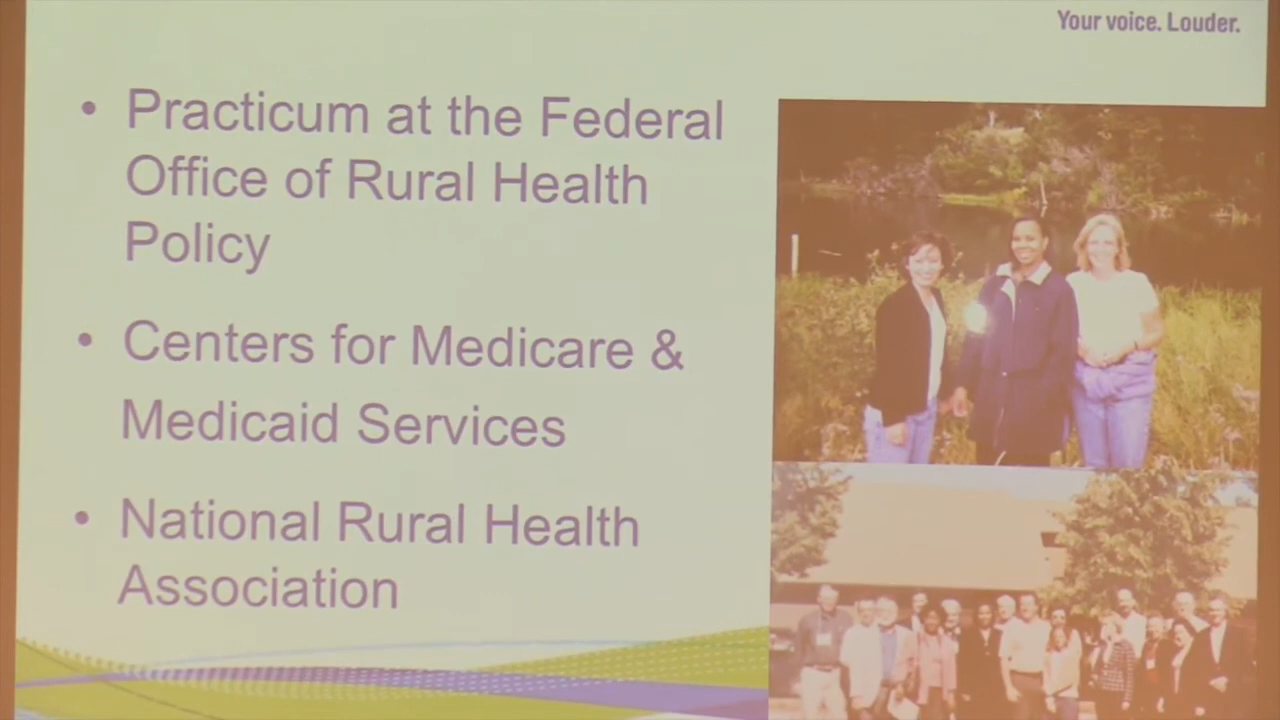 Your voice. Louder.
• Practicum at the Federal
Office of Rural Health
Policy
• Centers for Medicare &
Medicaid Services
• National Rural Health
Association